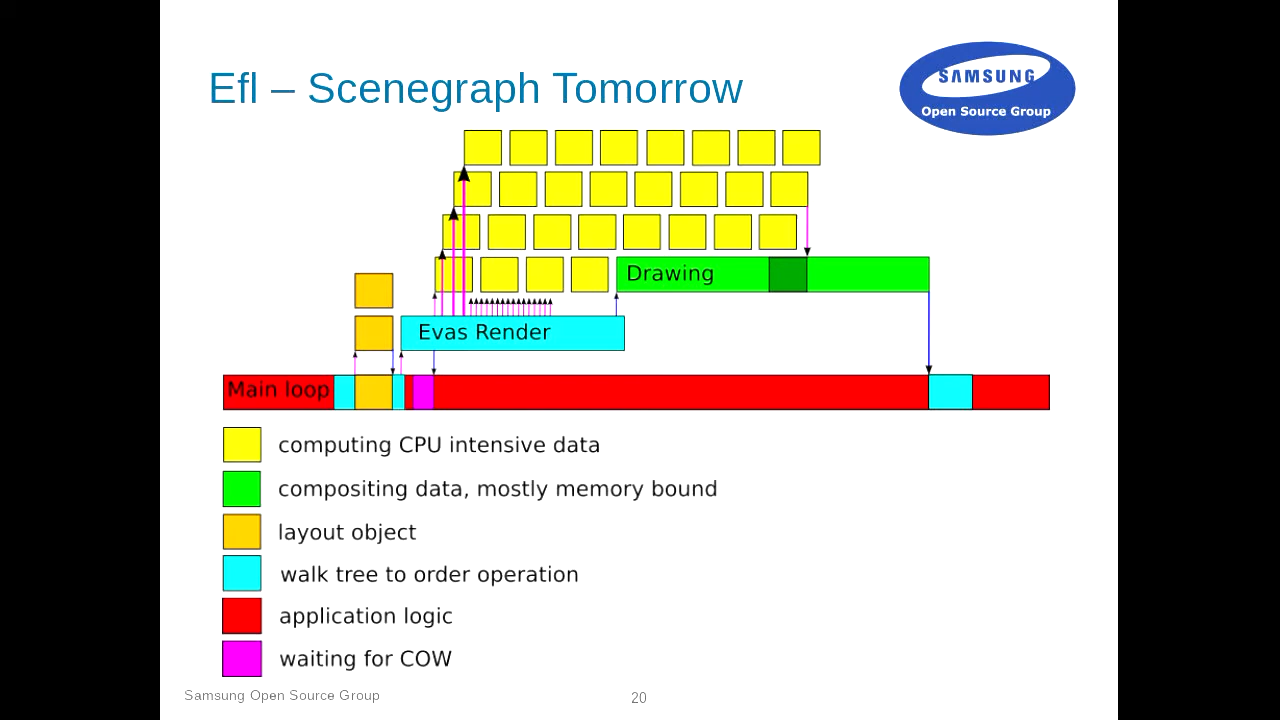 Efl – Scenegraph Tomorrow
SAMSUNG
Open Source Group
Drawing
Evas Render
Main loop
computing CPU intensive data
compositing data, mostly memory bound
layout object
walk tree to order operation
application logic
waiting for COW
Samsung Open Source Group
20